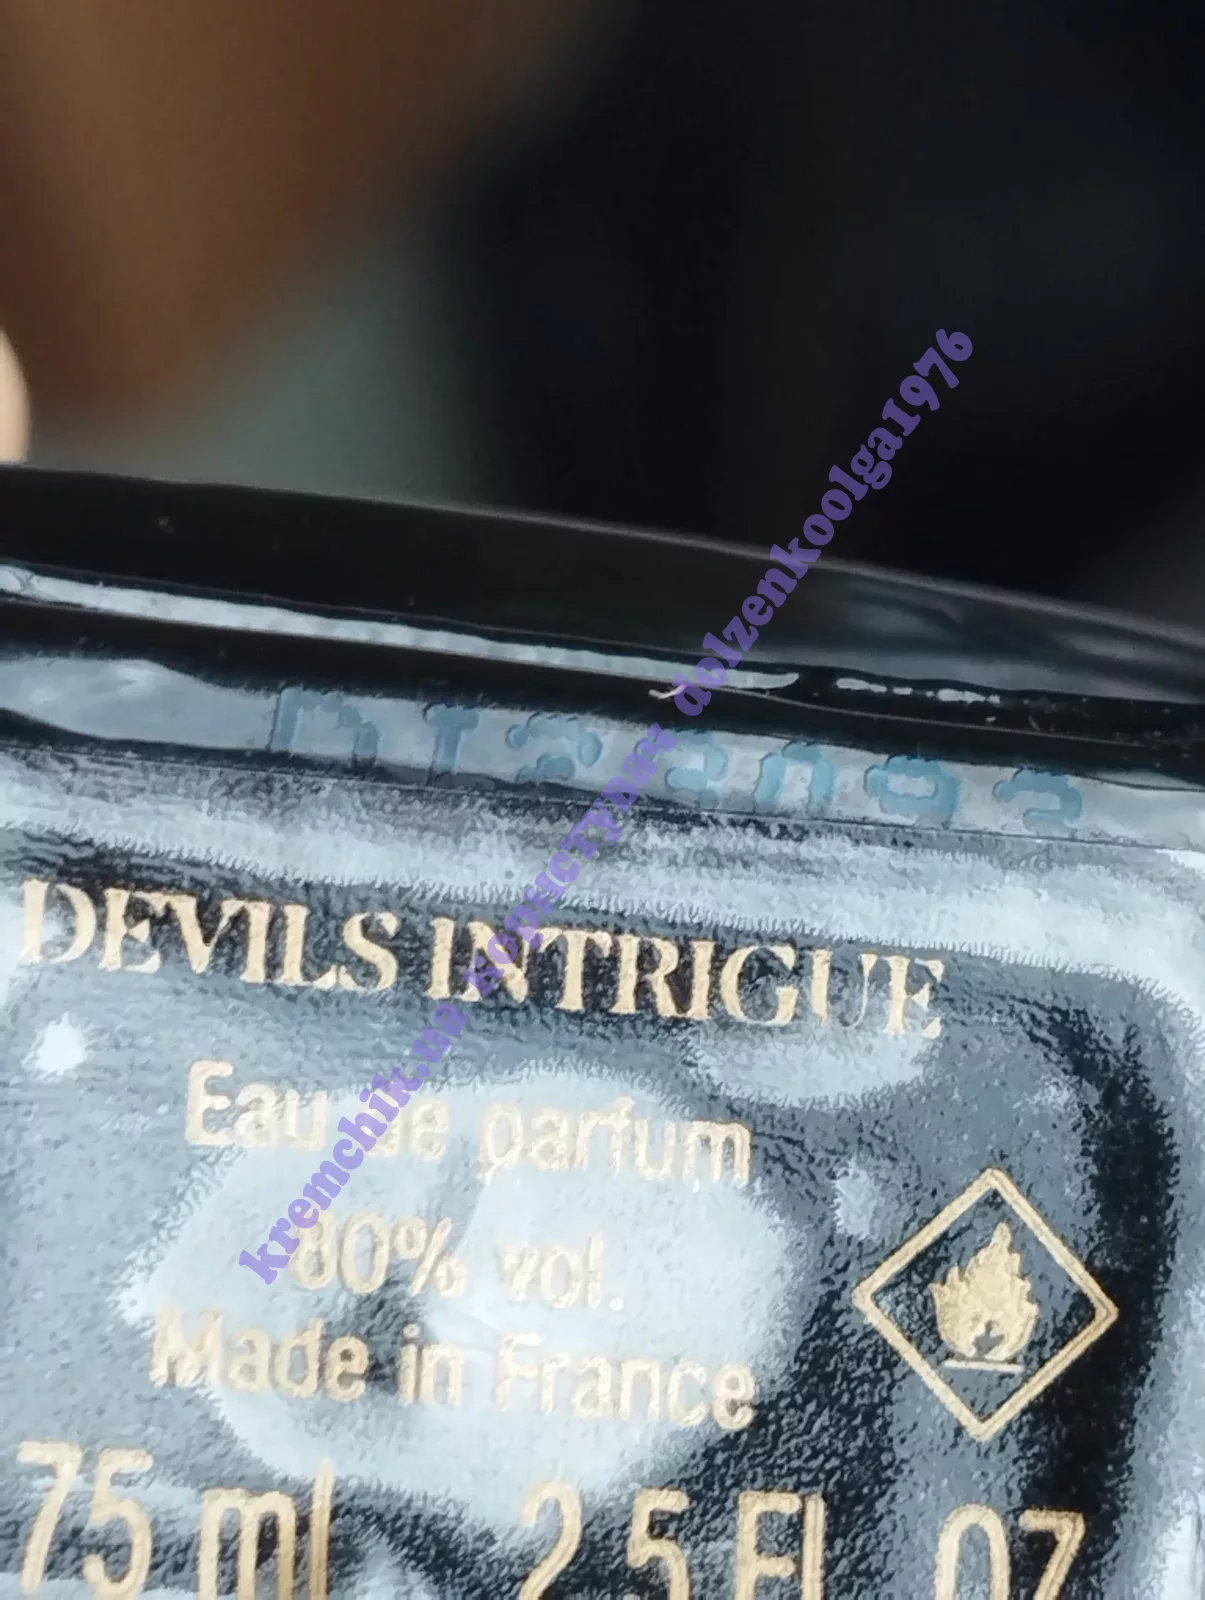 DEVILS INTRIGUE
Eau de parfum
80% vol.
Made in France
75 ml 2.5 Fl OZ
kremchik.ua користувач dolzenkoolga1976